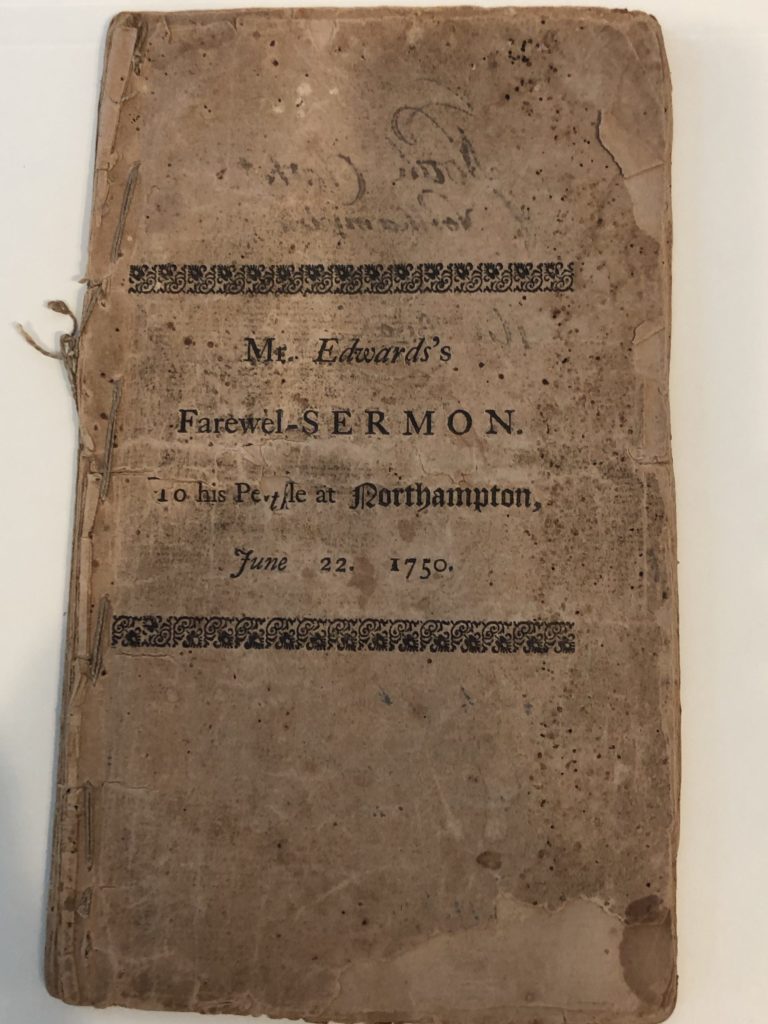 Mr. Edwards's
Farewel-SERMON.
To his People at Northampton,
June 22. 1750.